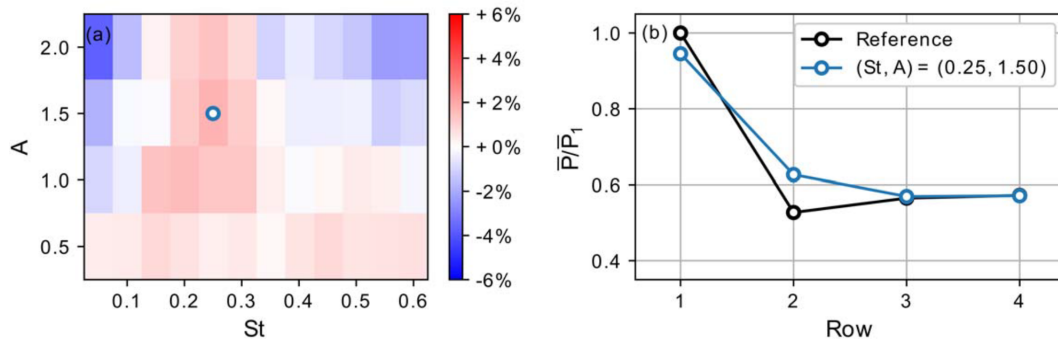 (a)
A
2.0
1.5
1.0
0.5
0.1 0.2 0.3 0.4 0.5 0.6
St
+6%
+4%
+2%
+0%
-2%
-4%
-6%
(b)
P̅/P̅₁
1.0
0.8
0.6
0.4
Reference
(St, A) = (0.25, 1.50)
1 2 3 4
Row